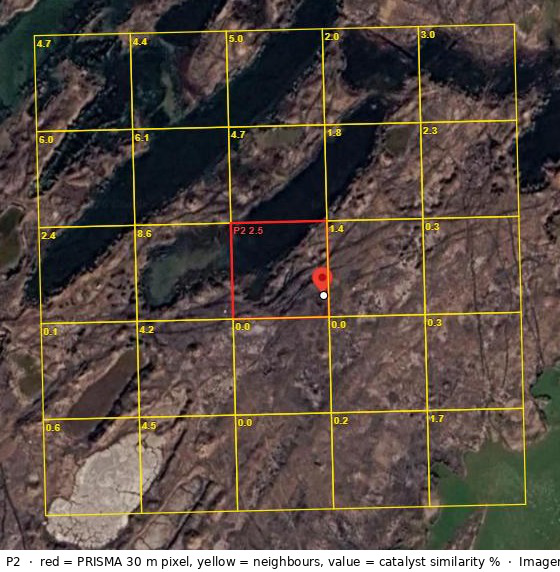 4.7 4.4 5.0 2.0 3.0
6.0 6.1 4.7 1.8 2.3
2.4 8.6 P2 2.5 1.4 0.3
0.1 4.2 0.0 0.0 0.3
0.6 4.5 0.0 0.2 1.7
P2 · red = PRISMA 30 m pixel, yellow = neighbours, value = catalyst similarity % · Image